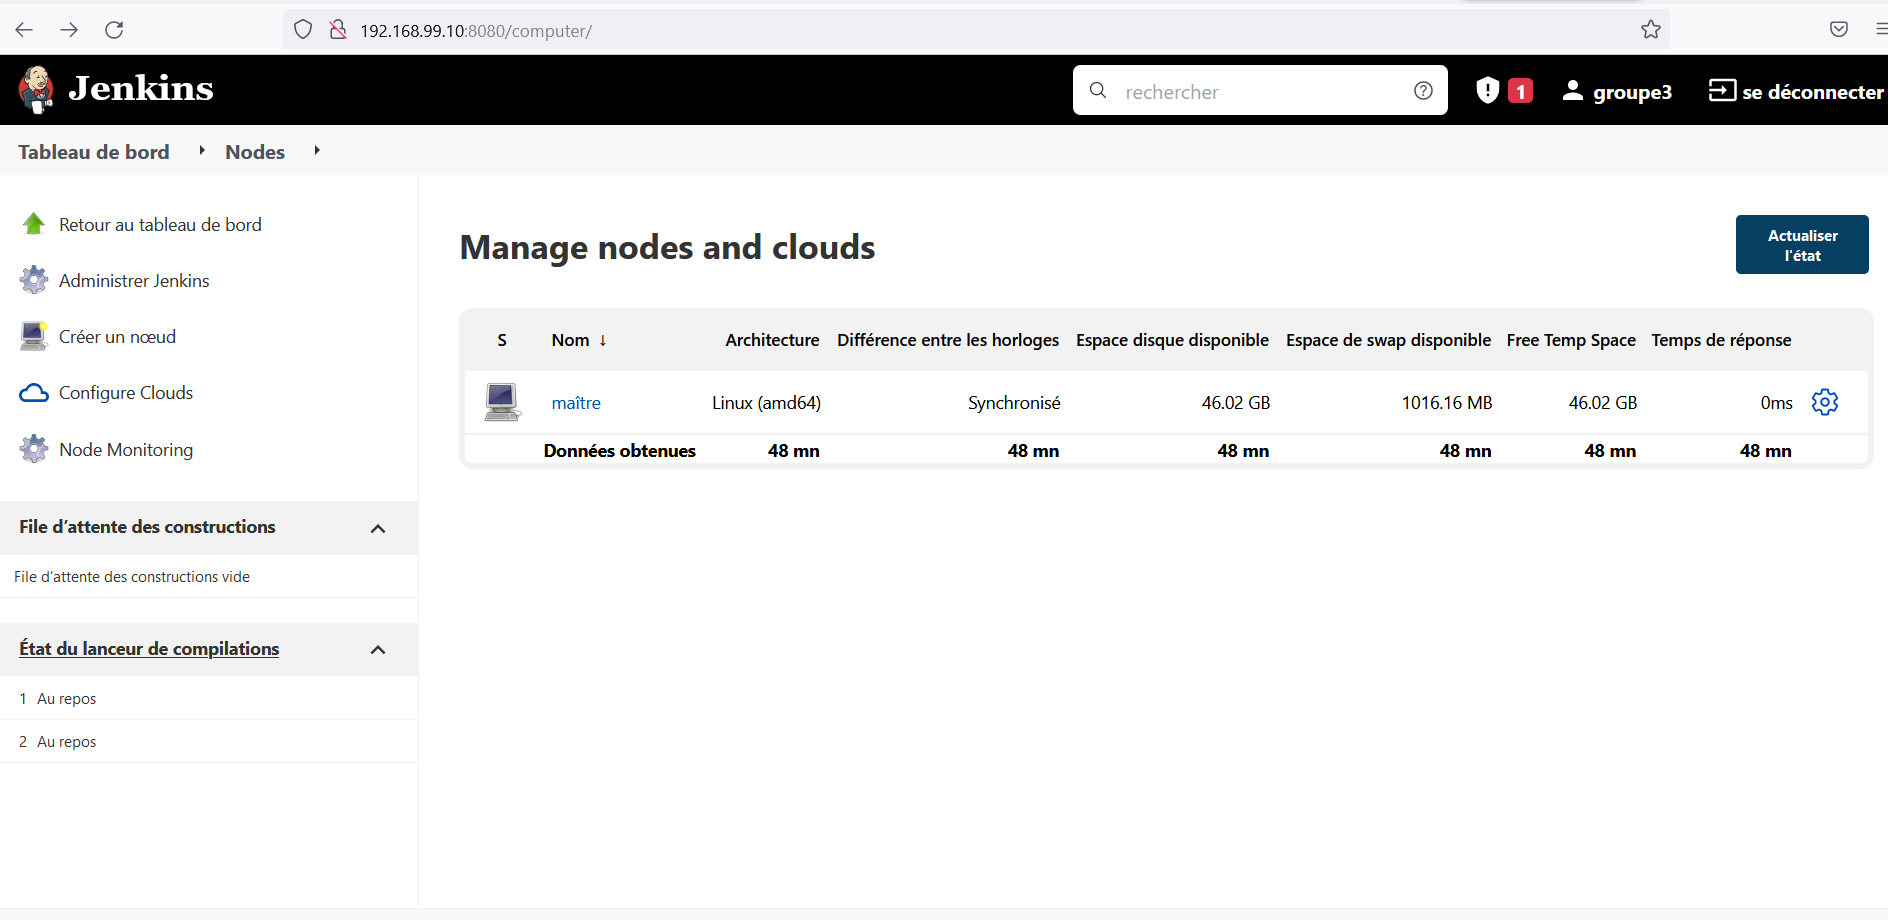 192.168.99.10:8080/computer/
Jenkins
rechercher
1
groupe3
se déconnecter
Tableau de bord
Nodes
Retour au tableau de bord
Administrer Jenkins
Créer un nœud
Configure Clouds
Node Monitoring
File d’attente des constructions
File d’attente des constructions vide
État du lanceur de compilations
1 Au repos
2 Au repos
Manage nodes and clouds
Actualiser
l'état
S Nom ↓ Architecture Différence entre les horloges Espace disque disponible Espace de swap disponible Free Temp Space Temps de réponse
maître Linux (amd64) Synchronisé 46.02 GB 1016.16 MB 46.02 GB 0ms
Données obtenues 48 mn 48 mn 48 mn 48 mn 48 mn 48 mn